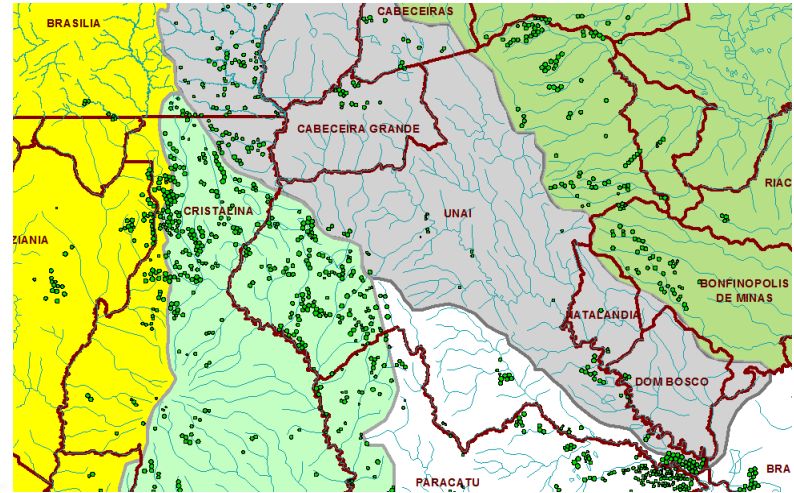 CABECEIRAS
BRASILIA
CABECEIRA GRANDE
RIAC
CRISTALINA
UNAI
ZIANIA
BONFINOPOLIS
DE MINAS
NATALANDIA
DOM BOSCO
BRA
PARACATU